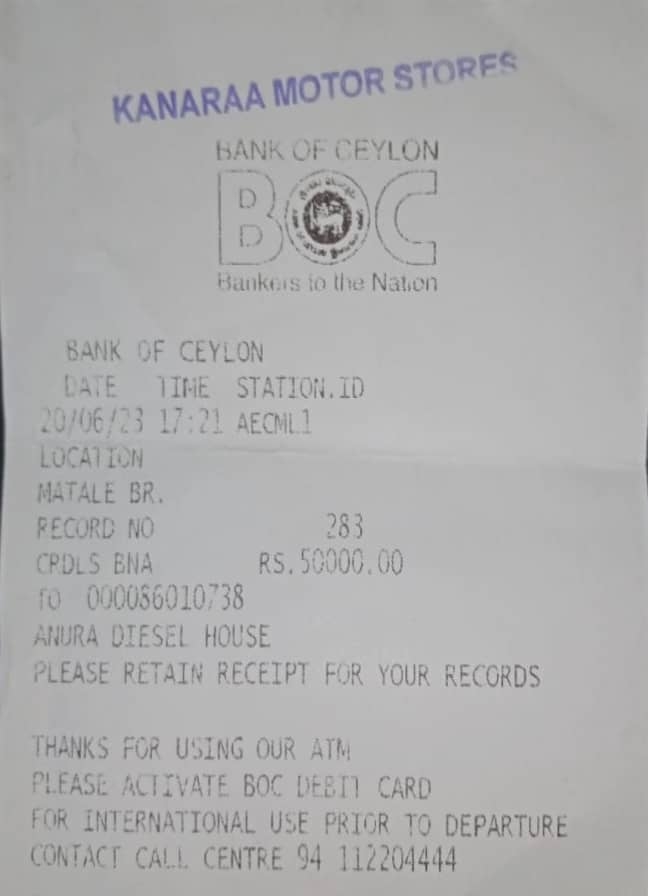 KANARAA MOTOR STORES
BANK OF CEYLON
BOC
Bankers to the Nation
BANK OF CEYLON
DATE TIME STATION.ID
20/06/23 17:21 AECML1
LOCATION
MATALE BR.
RECORD NO 283
CRDLS BNA RS.50000.00
TO 000086010738
ANURA DIESEL HOUSE
PLEASE RETAIN RECEIPT FOR YOUR RECORDS
THANKS FOR USING OUR ATM
PLEASE ACTIVATE BOC DEBIT CARD
FOR INTERNATIONAL USE PRIOR TO DEPARTURE
CONTACT CALL CENTRE 94 112204444